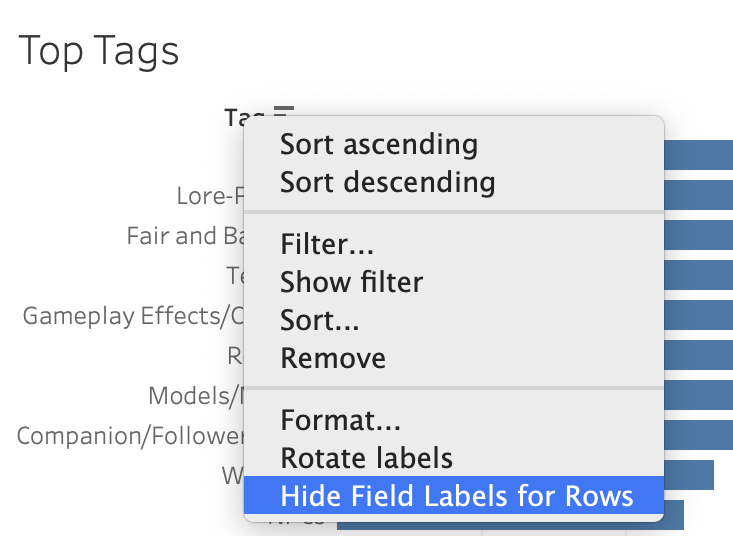 Top Tags
Tag
Sort ascending
Sort descending
Lore-F
Fair and Ba
Filter...
Te
Show filter
Gameplay Effects/C
Sort...
R
Remove
Models/
Companion/Follower
Format...
Rotate labels
W
Hide Field Labels for Rows